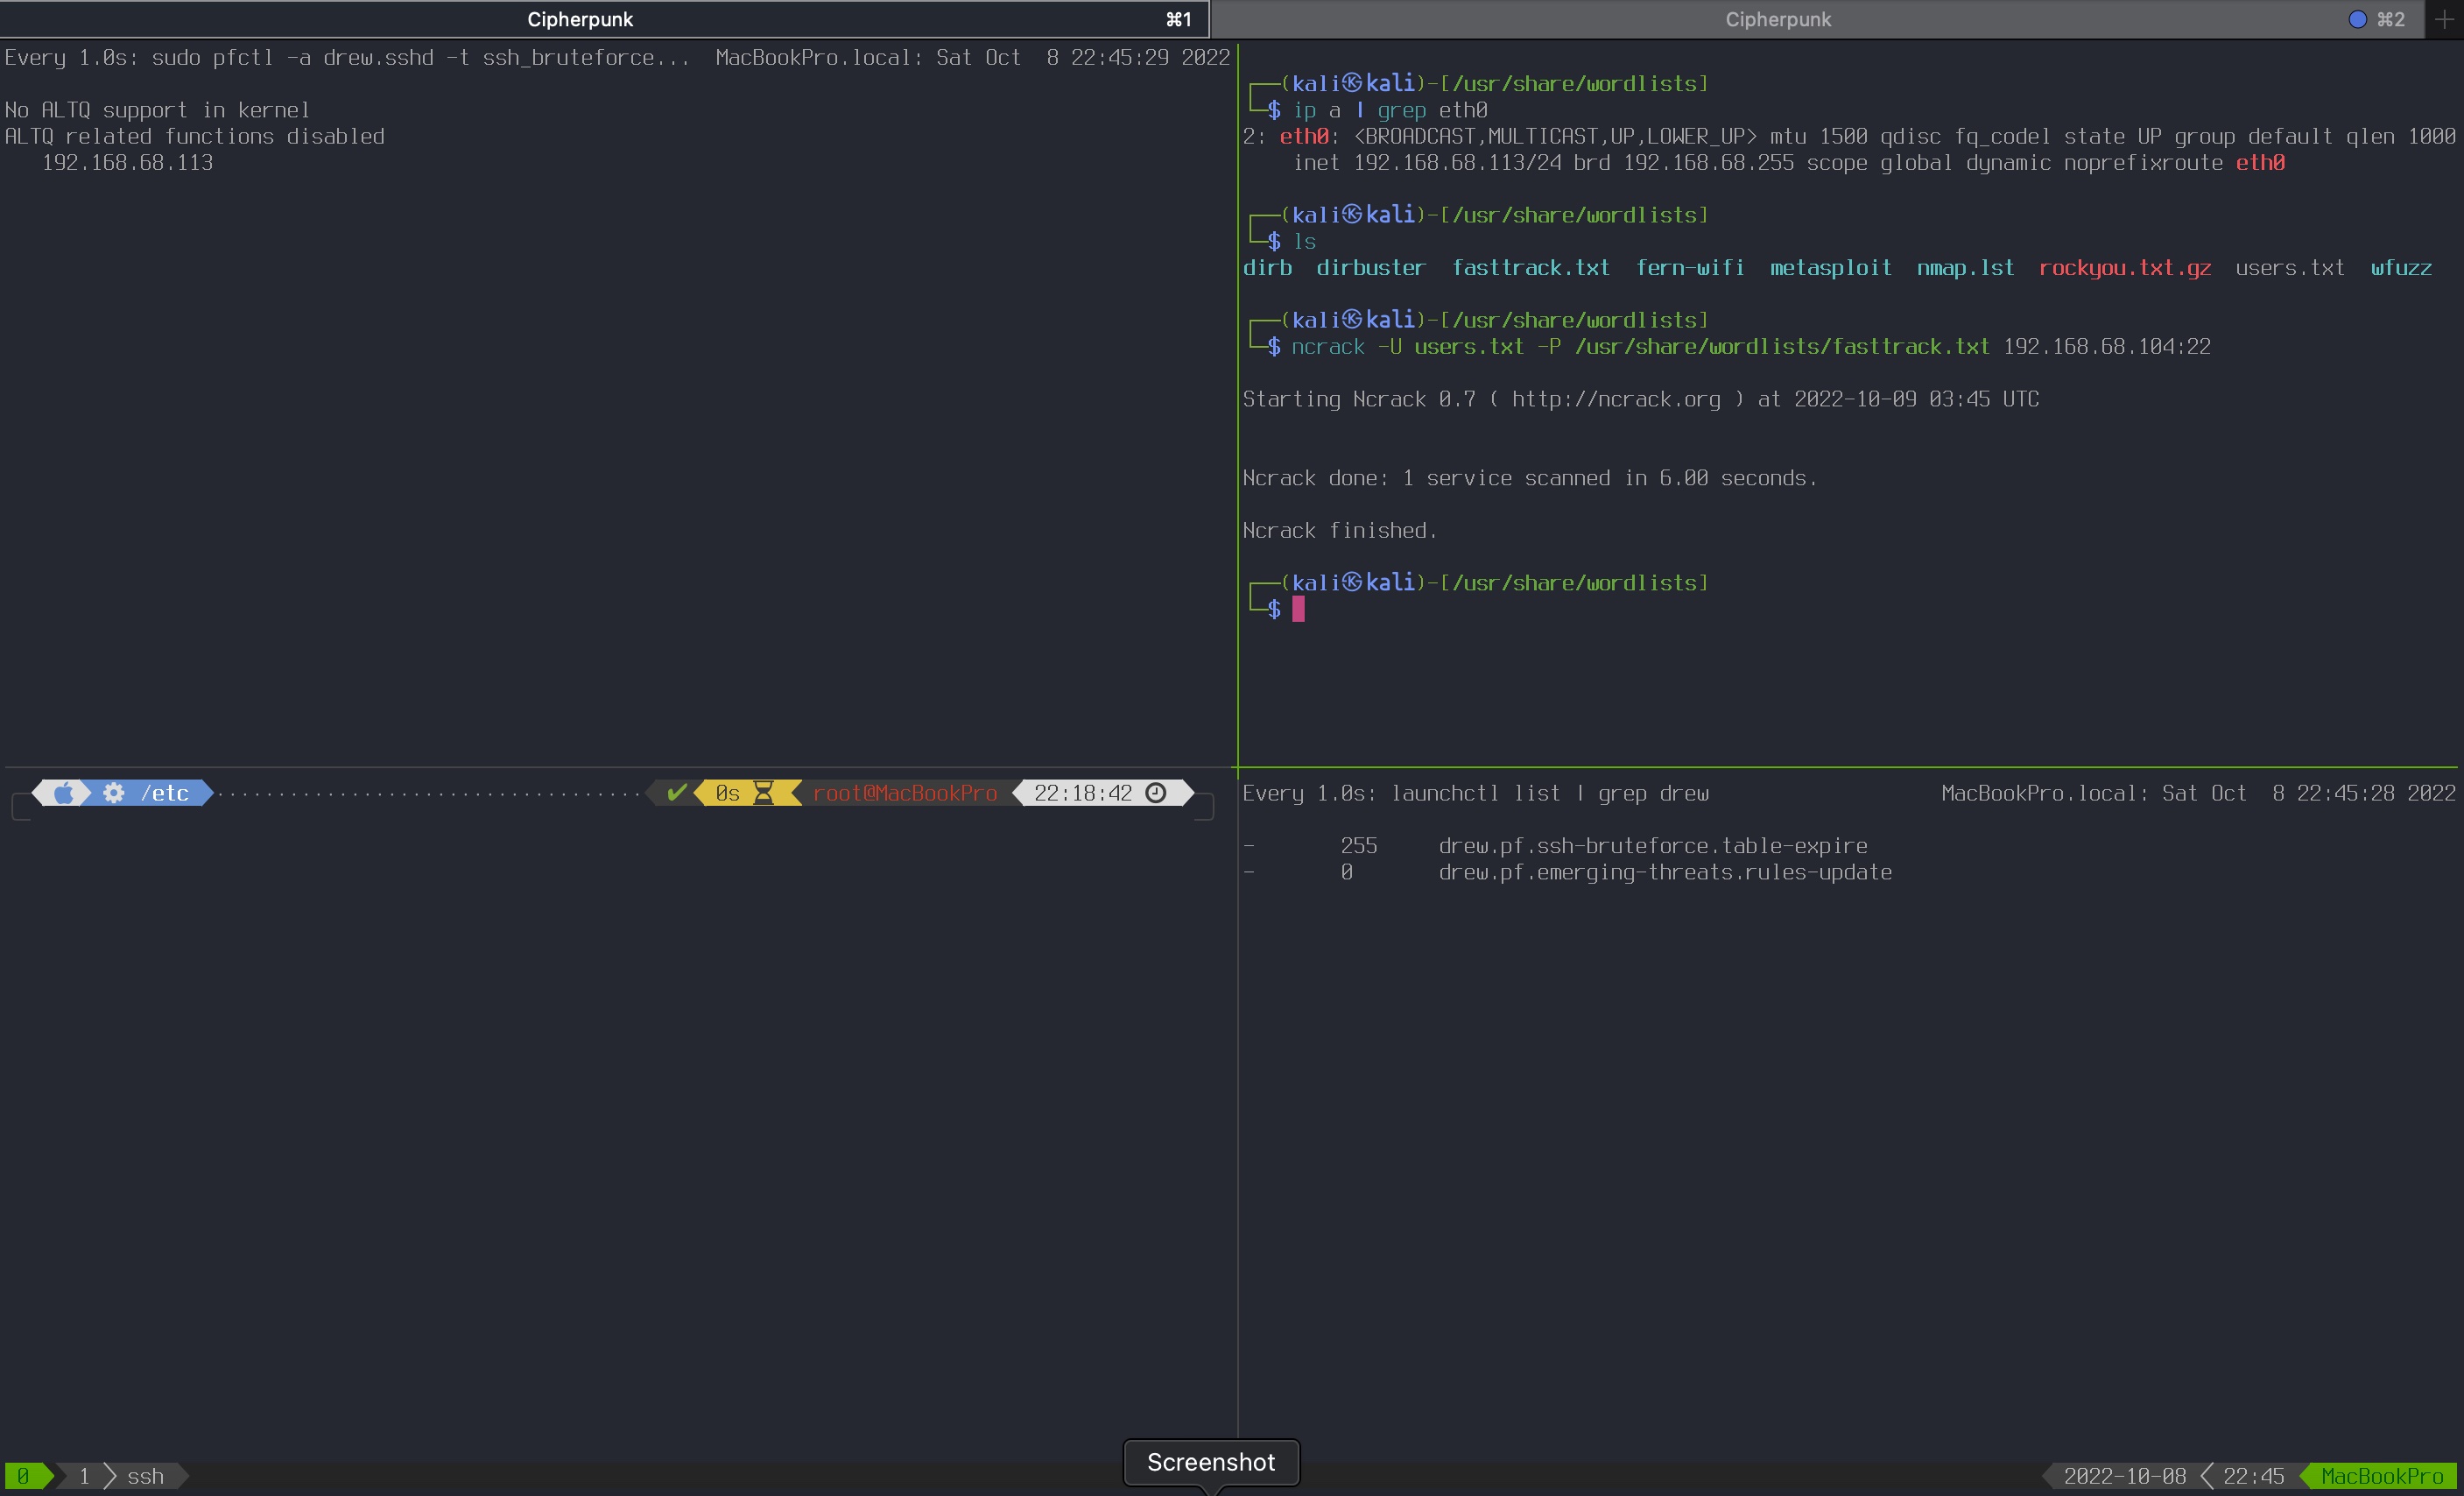 Cipherpunk ⌘1
Cipherpunk ⌘2 +
Every 1.0s: sudo pfctl -a drew.sshd -t ssh_bruteforce... MacBookPro.local: Sat Oct  8 22:45:29 2022
No ALTQ support in kernel
ALTQ related functions disabled
192.168.68.113
(kali㉿kali)-[/usr/share/wordlists]
$ ip a | grep eth0
2: eth0: <BROADCAST,MULTICAST,UP,LOWER_UP> mtu 1500 qdisc fq_codel state UP group default qlen 1000
inet 192.168.68.113/24 brd 192.168.68.255 scope global dynamic noprefixroute eth0
(kali㉿kali)-[/usr/share/wordlists]
$ ls
dirb dirbuster fasttrack.txt fern-wifi metasploit nmap.lst rockyou.txt.gz users.txt wfuzz
(kali㉿kali)-[/usr/share/wordlists]
$ ncrack -U users.txt -P /usr/share/wordlists/fasttrack.txt 192.168.68.104:22
Starting Ncrack 0.7 ( http://ncrack.org ) at 2022-10-09 03:45 UTC
Ncrack done: 1 service scanned in 6.00 seconds.
Ncrack finished.
(kali㉿kali)-[/usr/share/wordlists]
$
/etc ✔ 0s root@MacBookPro 22:18:42
Every 1.0s: launchctl list | grep drew MacBookPro.local: Sat Oct  8 22:45:28 2022
- 255 drew.pf.ssh-bruteforce.table-expire
- 0 drew.pf.emerging-threats.rules-update
Screenshot
0 1 ssh 2022-10-08 22:45 MacBookPro